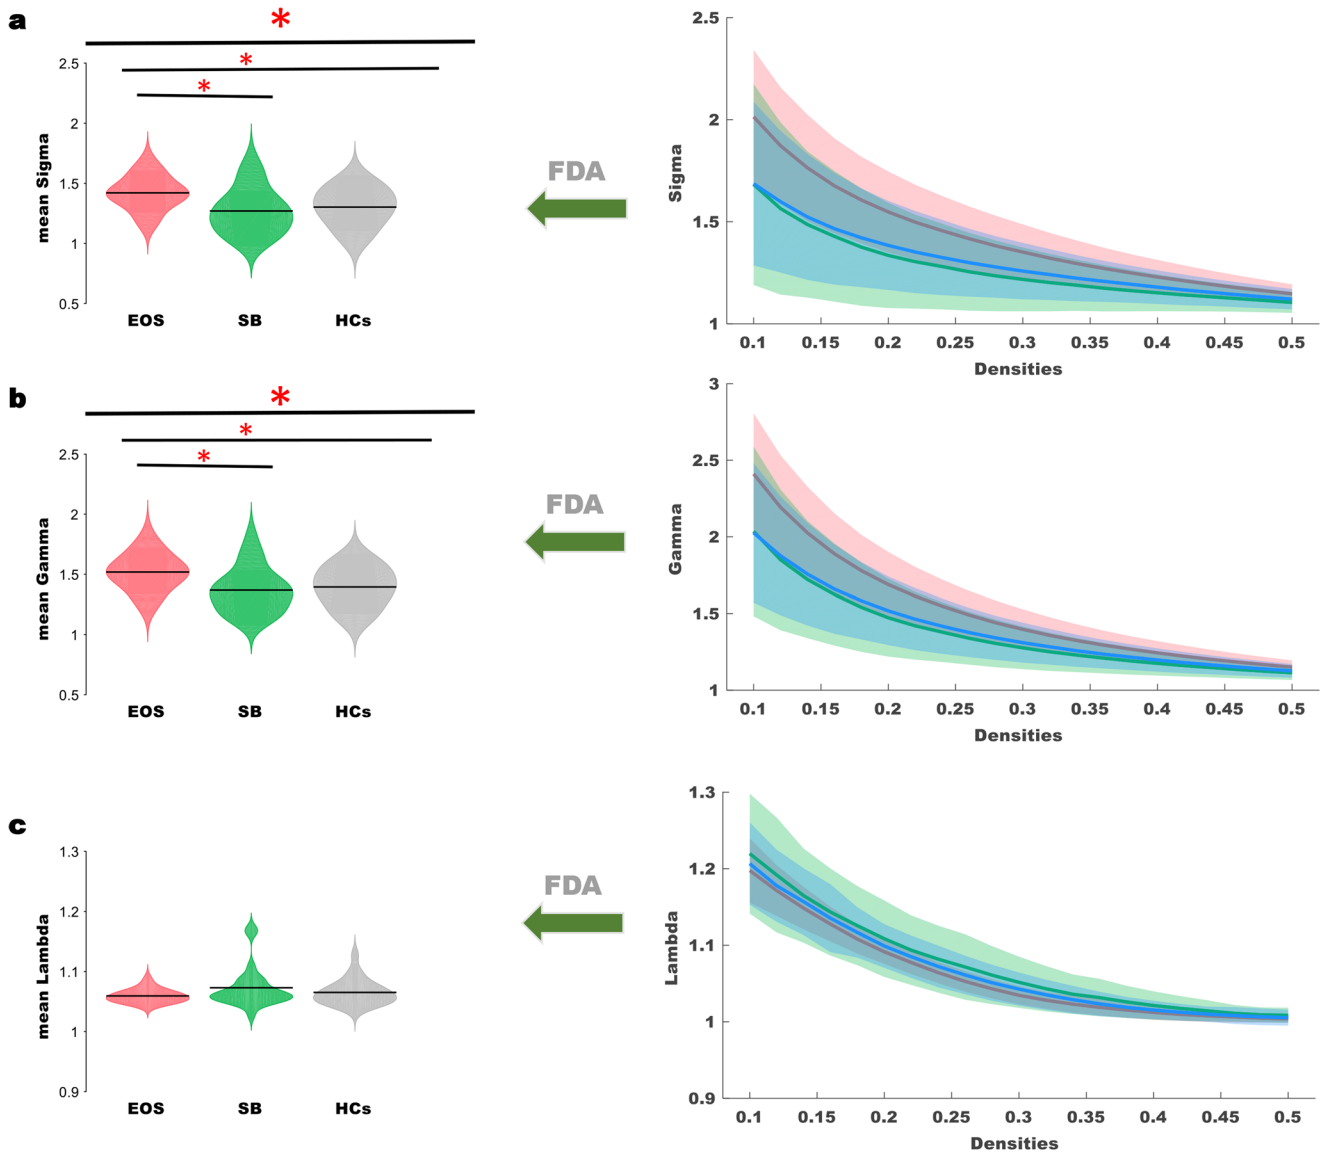 a
*
*
*
mean Sigma
2.5
2
1.5
1
0.5
EOS SB HCs
FDA
Sigma
2.5
2
1.5
1
0.1 0.15 0.2 0.25 0.3 0.35 0.4 0.45 0.5
Densities
b
*
*
*
mean Gamma
2.5
2
1.5
1
0.5
EOS SB HCs
FDA
Gamma
3
2.5
2
1.5
1
0.1 0.15 0.2 0.25 0.3 0.35 0.4 0.45 0.5
Densities
c
mean Lambda
1.3
1.2
1.1
1
0.9
EOS SB HCs
FDA
Lambda
1.3
1.2
1.1
1
0.9
0.1 0.15 0.2 0.25 0.3 0.35 0.4 0.45 0.5
Densities